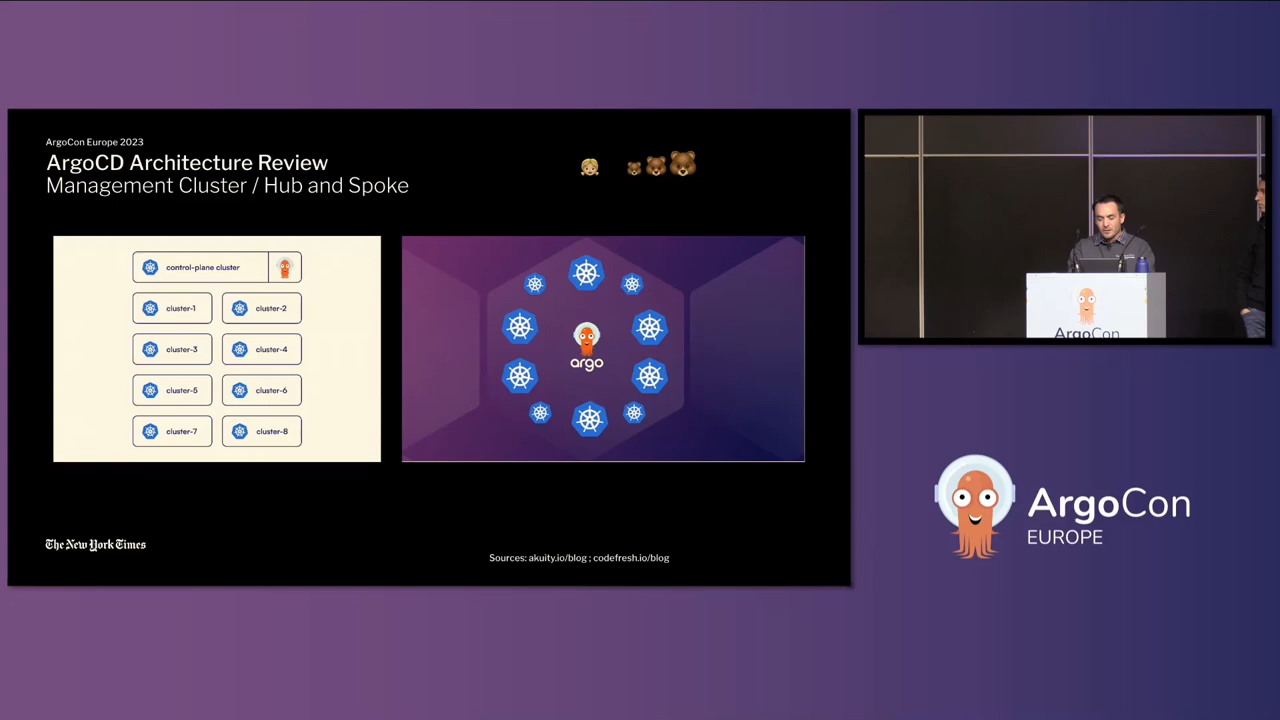 ArgoCon Europe 2023
ArgoCD Architecture Review
Management Cluster / Hub and Spoke
control-plane cluster
cluster-1
cluster-2
cluster-3
cluster-4
cluster-5
cluster-6
cluster-7
cluster-8
argo
The New York Times
Sources: akuity.io/blog ; codefresh.io/blog
ArgoCon
ArgoCon
EUROPE